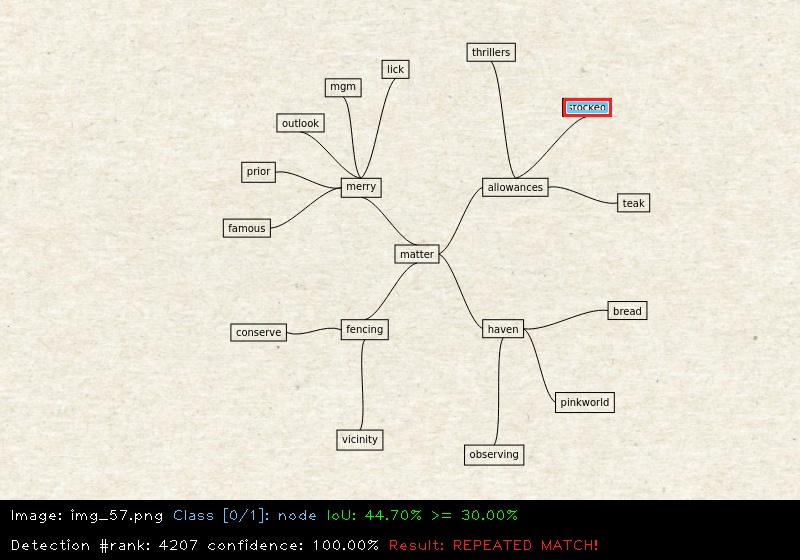 thrillers
lick
mgm
stocked
outlook
prior
merry
allowances
teak
famous
matter
bread
conserve
fencing
haven
pinkworld
vicinity
observing
Image: img_57.png Class [0/1]: node IoU: 44.70% >= 30.00%
Detection #rank: 4207 confidence: 100.00% Result: REPEATED MATCH!